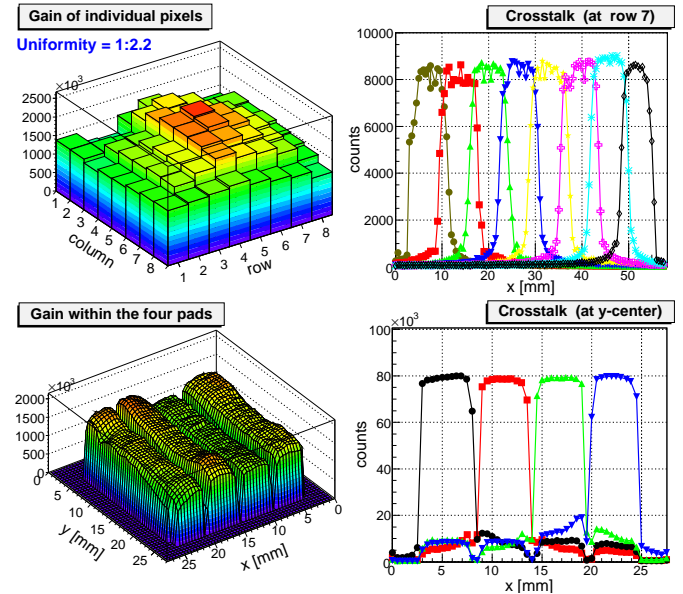 Gain of individual pixels
Uniformity = 1:2.2
×10³
2500
2000
1500
1000
500
0
1 2 3 4 5 6 7 8
column
1 2 3 4 5 6 7 8
row
Crosstalk (at row 7)
10000
8000
6000
4000
2000
0
counts
0 10 20 30 40 50
x [mm]
Gain within the four pads
×10³
2000
1500
1000
500
0
5 10 15 20 25
y [mm]
25 20 15 10 5 0
x [mm]
Crosstalk (at y-center)
×10³
100
80
60
40
20
0
counts
0 5 10 15 20 25
x [mm]